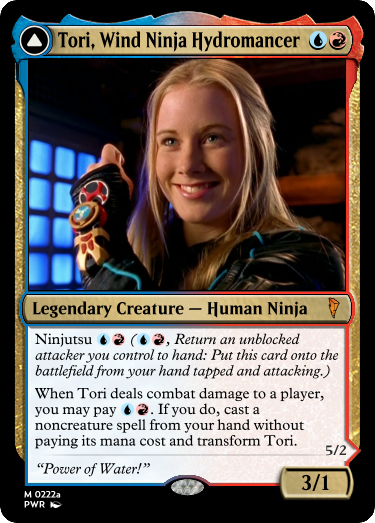 Tori, Wind Ninja Hydromancer
Legendary Creature — Human Ninja
Ninjutsu (, Return an unblocked
attacker you control to hand: Put this card onto the
battlefield from your hand tapped and attacking.)
When Tori deals combat damage to a player,
you may pay . If you do, cast a
noncreature spell from your hand without
paying its mana cost and transform Tori.
5/2
“Power of Water!”
3/1
M 0222a
PWR